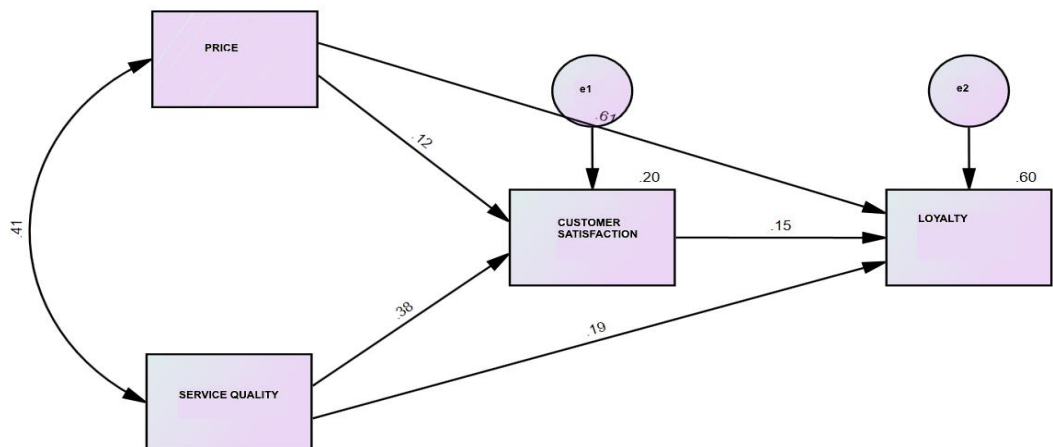 PRICE
e1
e2
.61
.12
.20
.60
CUSTOMER
SATISFACTION
LOYALTY
.15
.41
.38
.19
SERVICE QUALITY